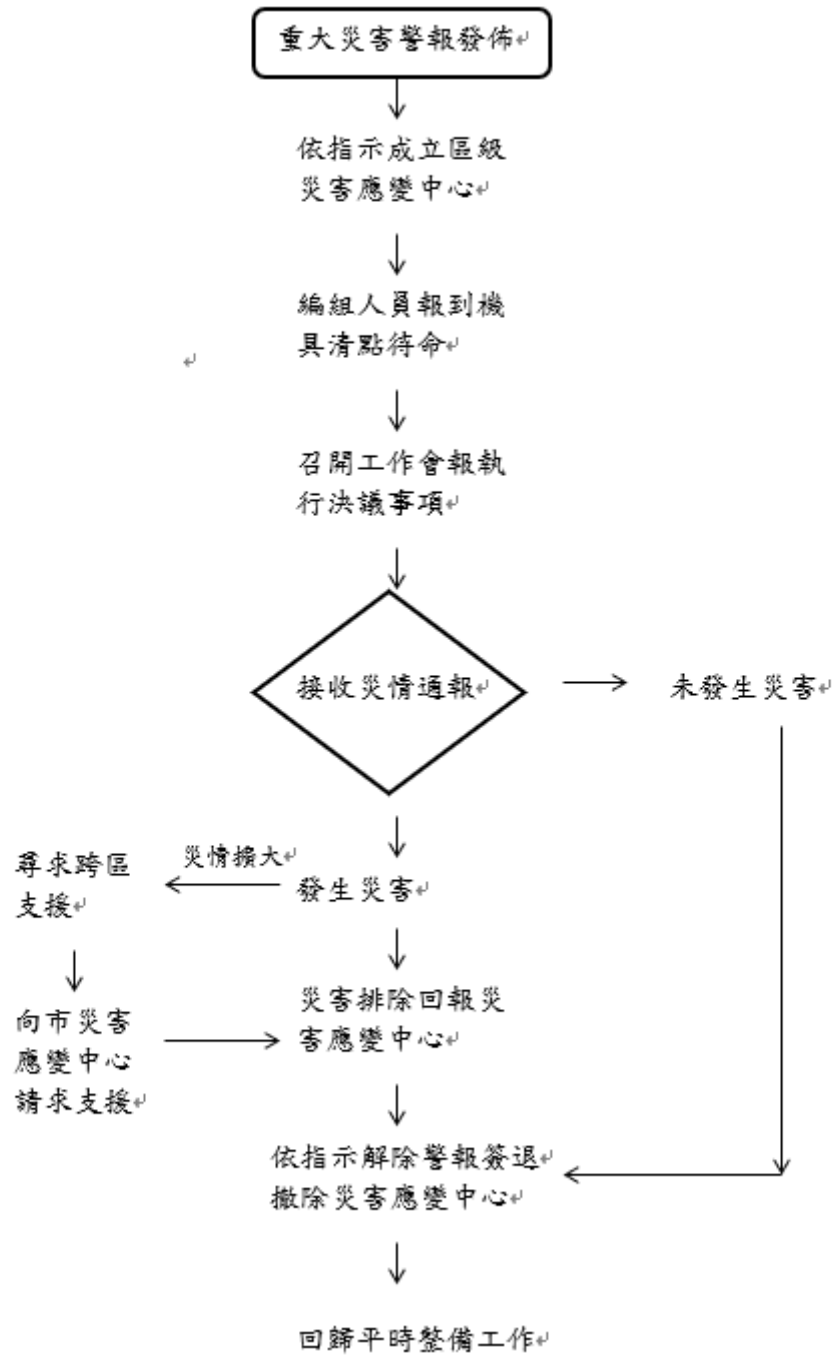 重大災害警報發佈
依指示成立區級
災害應變中心
編組人員報到機
具清點待命
召開工作會報執
行決議事項
接收災情通報
未發生災害
災情擴大
發生災害
尋求跨區
支援
向市災害
應變中心
請求支援
災害排除回報災
害應變中心
依指示解除警報簽退
撤除災害應變中心
回歸平時整備工作